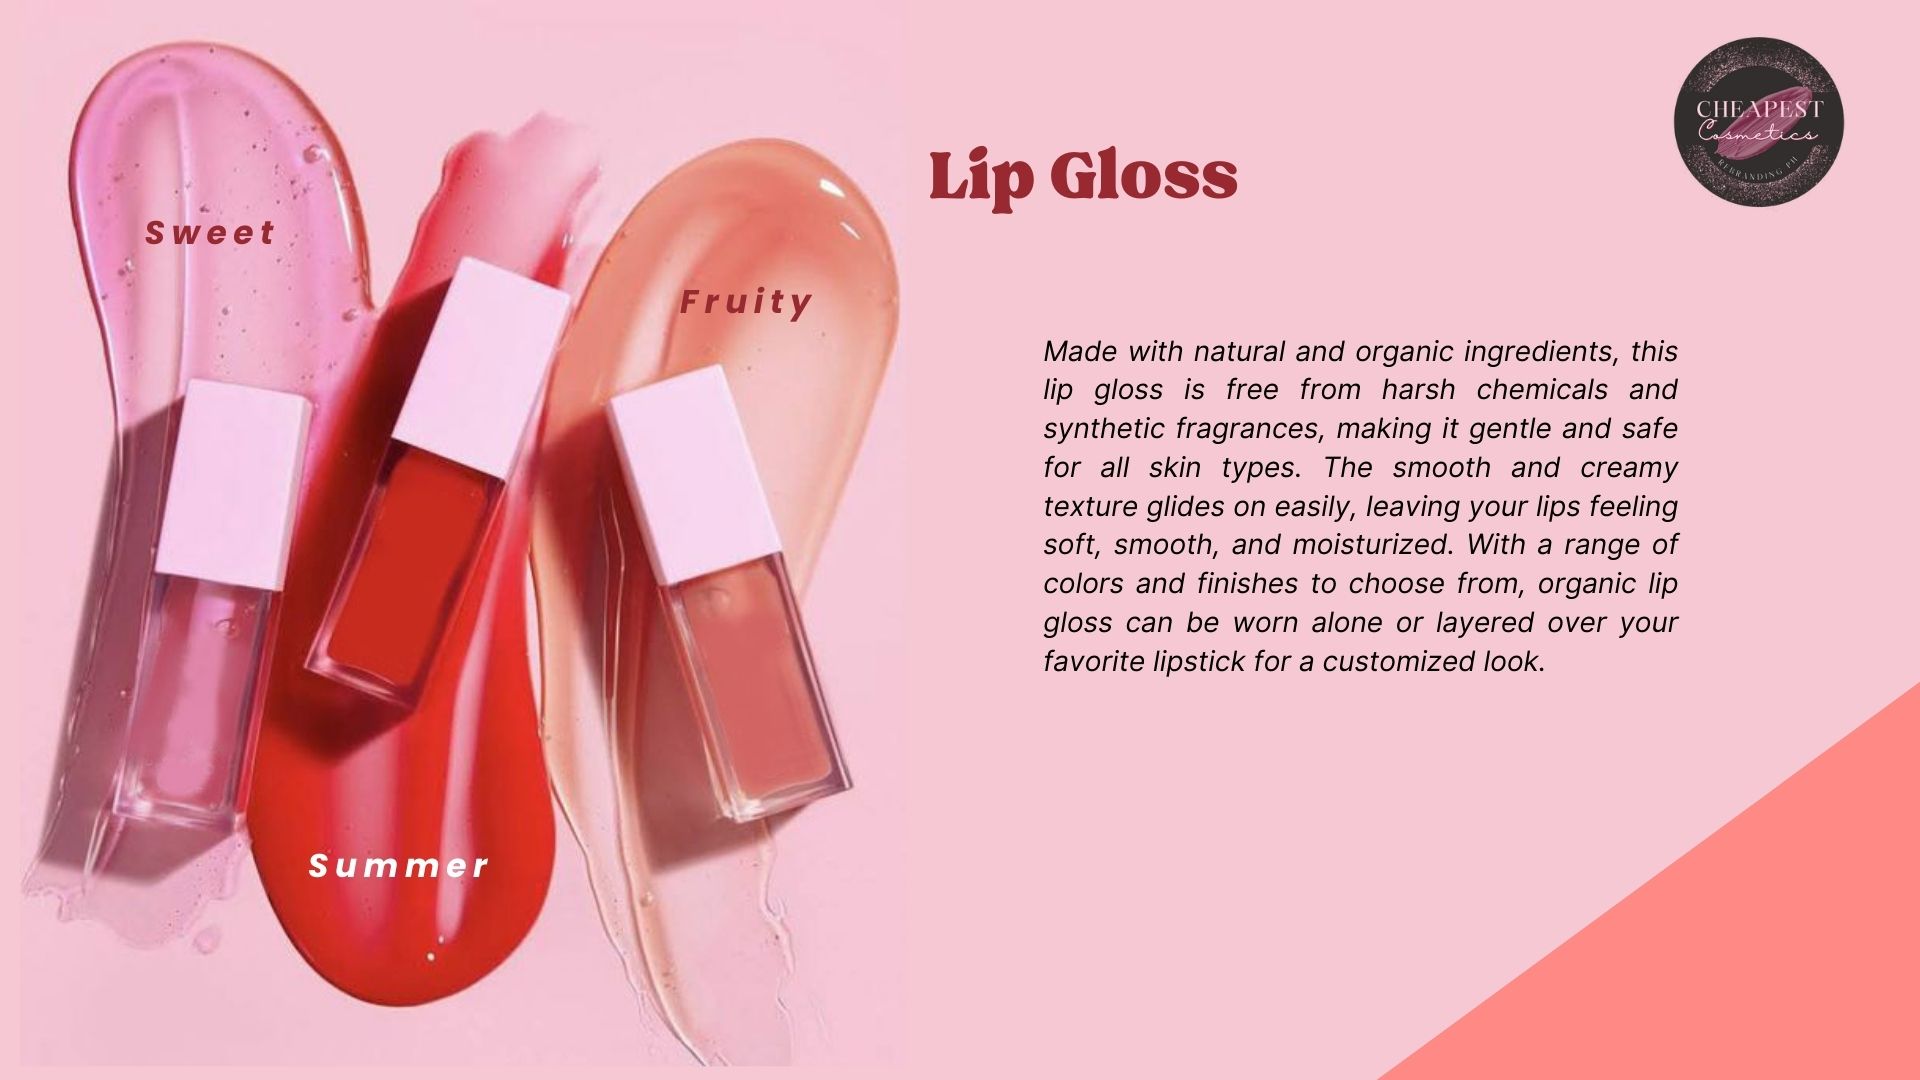 Lip Gloss
CHEAPEST
Cosmetics
REBRANDING PH
Sweet
Fruity
Summer
Made with natural and organic ingredients, this
lip gloss is free from harsh chemicals and
synthetic fragrances, making it gentle and safe
for all skin types. The smooth and creamy
texture glides on easily, leaving your lips feeling
soft, smooth, and moisturized. With a range of
colors and finishes to choose from, organic lip
gloss can be worn alone or layered over your
favorite lipstick for a customized look.